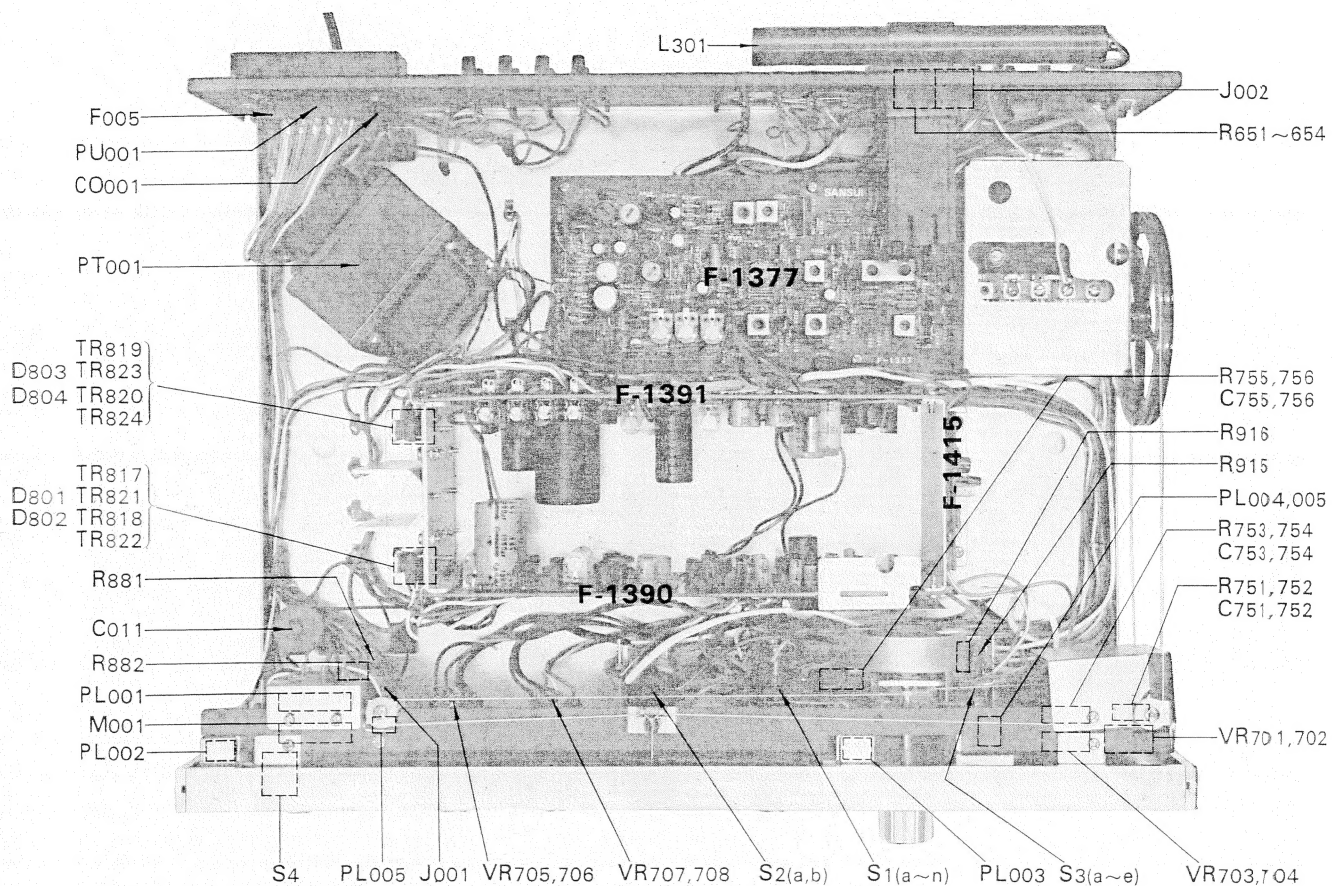 L301
F005
PU001
CO001
PT001
J002
R651~654
SANSUI
F-1377
TR819
D803 TR823
D804 TR820
TR824
F-1391
F-1415
R755,756
C755,756
R916
R915
PL004,005
R753,754
C753,754
R751,752
C751,752
TR817
D801 TR821
D802 TR818
TR822
F-1390
R881
C011
R882
PL001
M001
PL002
VR701,702
S4
PL005
J001
VR705,706
VR707,708
S2(a,b)
S1(a~n)
PL003
S3(a~e)
VR703,704